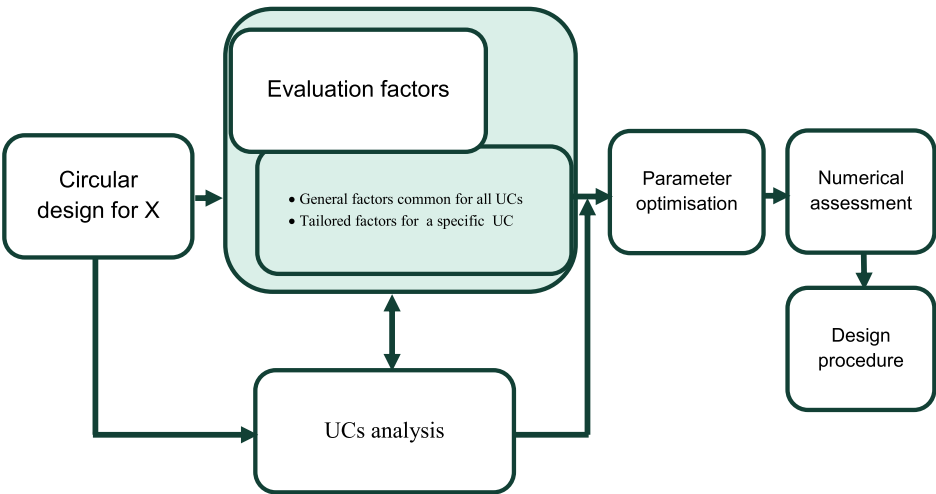 Evaluation factors
Circular
design for X
• General factors common for all UCs
• Tailored factors for a specific UC
Parameter
optimisation
Numerical
assessment
Design
procedure
UCs analysis